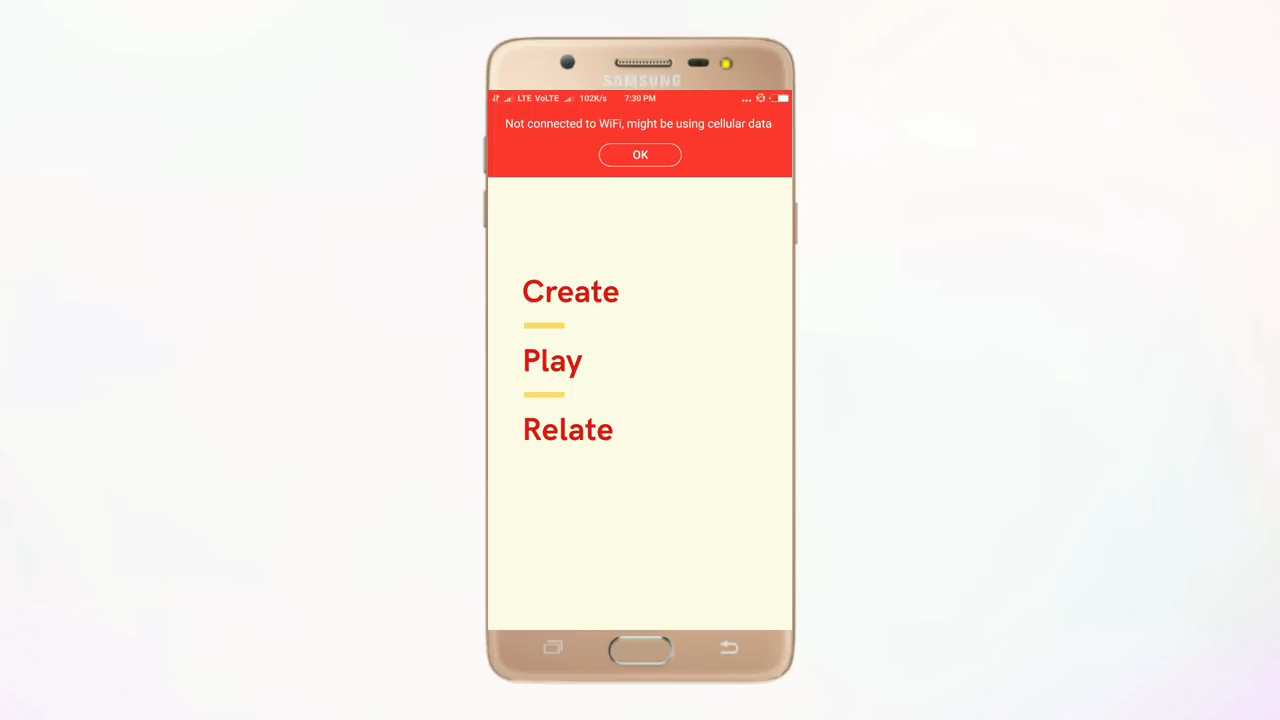 SAMSUNG
LTE VoLTE 102K/s 7:30 PM ...
Not connected to WiFi, might be using cellular data
OK
Create
Play
Relate